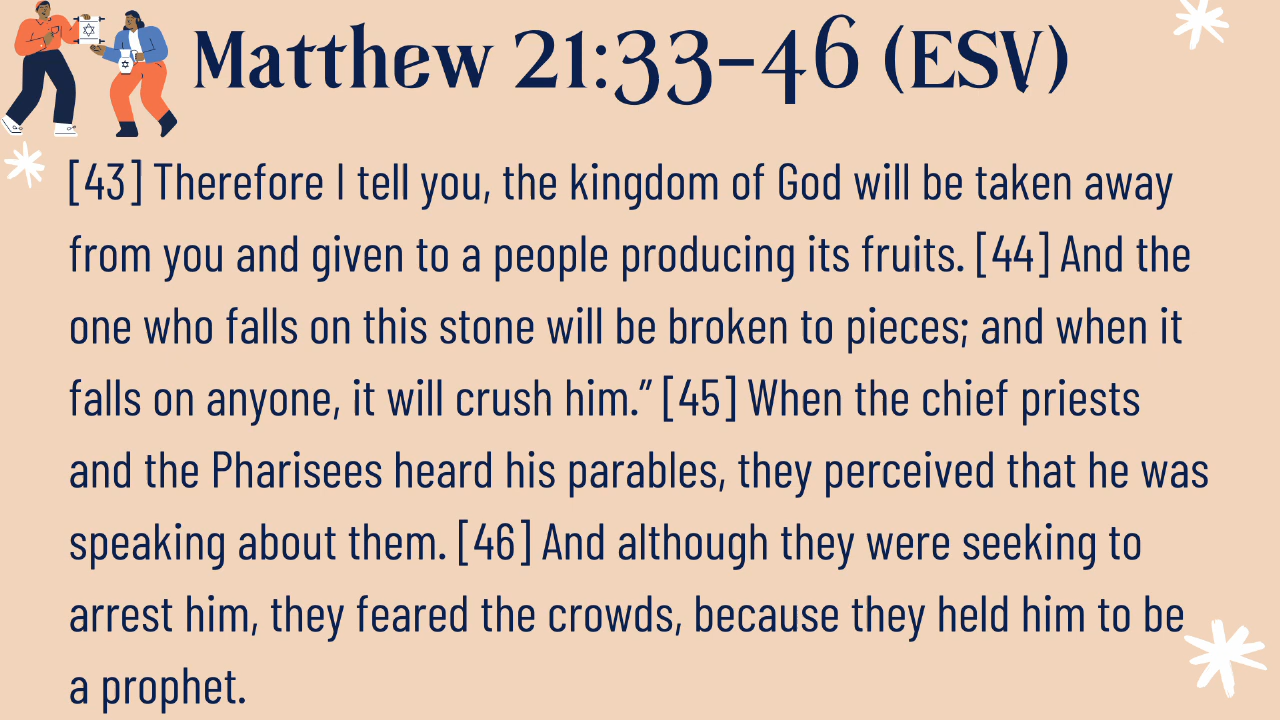 Matthew 21:33–46 (ESV)
[43] Therefore I tell you, the kingdom of God will be taken away
from you and given to a people producing its fruits. [44] And the
one who falls on this stone will be broken to pieces; and when it
falls on anyone, it will crush him.” [45] When the chief priests
and the Pharisees heard his parables, they perceived that he was
speaking about them. [46] And although they were seeking to
arrest him, they feared the crowds, because they held him to be
a prophet.